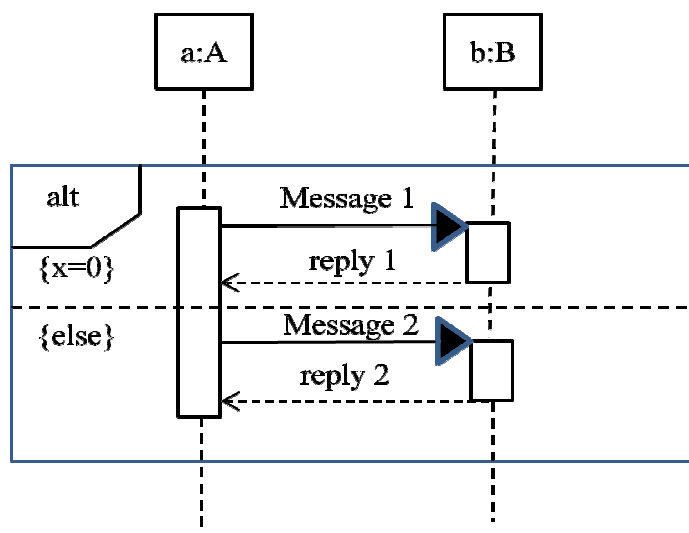 a:A
b:B
alt
Message 1
{x=0}
reply 1
{else}
Message 2
reply 2